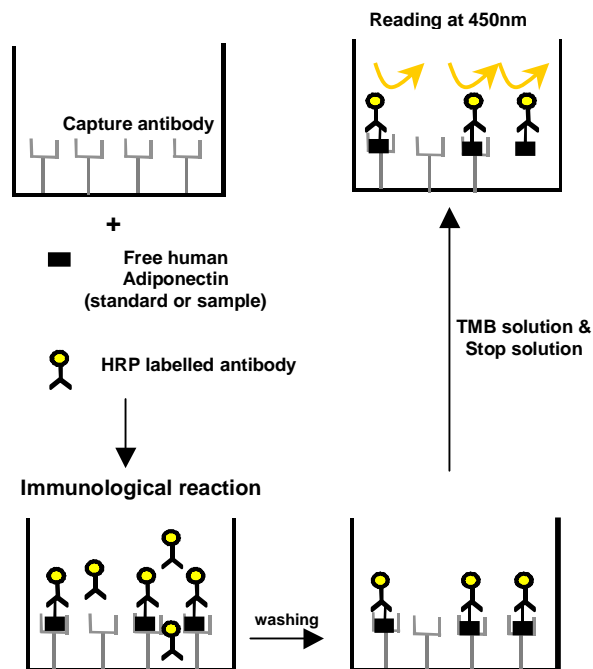 Capture antibody
+
Free human
Adiponectin
(standard or sample)
HRP labelled antibody
Immunological reaction
washing
TMB solution &
Stop solution
Reading at 450nm